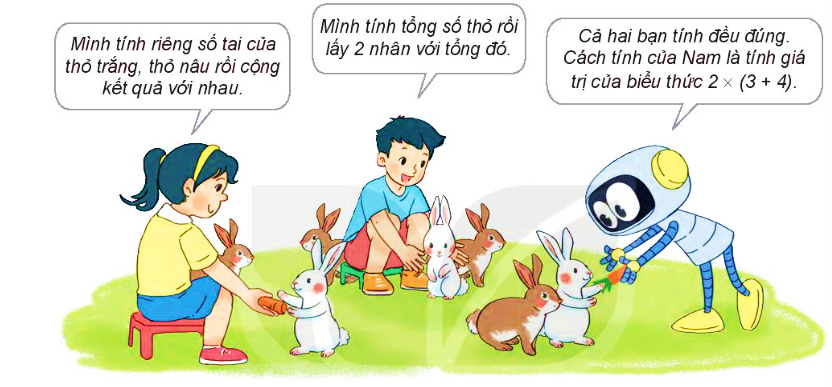 Mình tính riêng số tai của
thỏ trắng, thỏ nâu rồi cộng
kết quả với nhau.
Mình tính tổng số thỏ rồi
lấy 2 nhân với tổng đó.
Cả hai bạn tính đều đúng.
Cách tính của Nam là tính giá
trị của biểu thức 2 × (3 + 4).